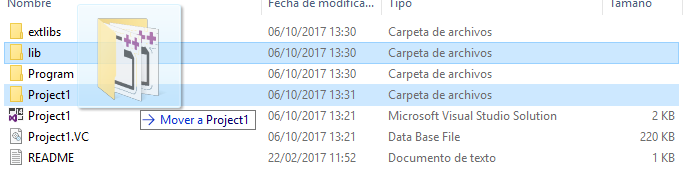 Fecha de modifica... Tipo Tamaño
extlibs 06/10/2017 13:30 Carpeta de archivos
lib 06/10/2017 13:30 Carpeta de archivos
Program 06/10/2017 13:30 Carpeta de archivos
Project1 06/10/2017 13:31 Carpeta de archivos
Project1 06/10/2017 13:21 Microsoft Visual Studio Solution 2 KB
Mover a Project1
Project1.VC 06/10/2017 13:21 Data Base File 220 KB
README 22/02/2017 11:52 Documento de texto 1 KB